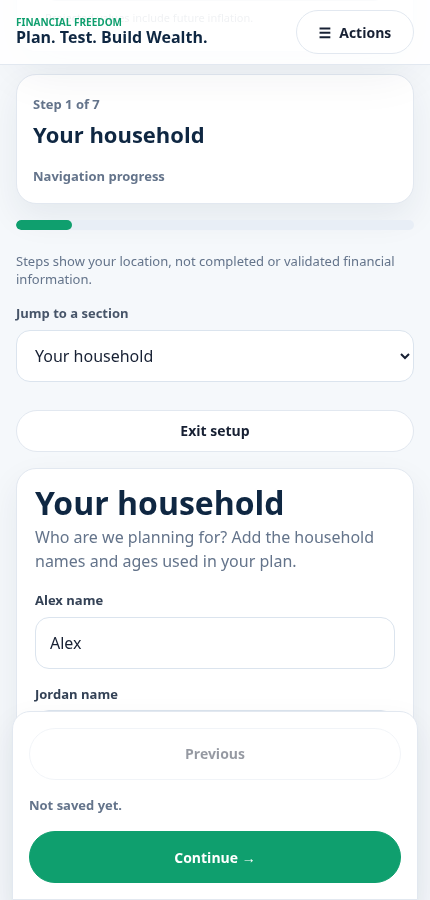 FINANCIAL FREEDOM
include future inflation.
Plan. Test. Build Wealth.
☰ Actions
Step 1 of 7
Your household
Navigation progress
Steps show your location, not completed or validated financial
information.
Jump to a section
Your household
Exit setup
Your household
Who are we planning for? Add the household
names and ages used in your plan.
Alex name
Alex
Jordan name
Previous
Not saved yet.
Continue →